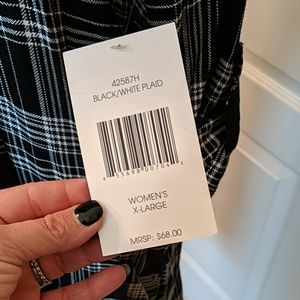 42587H
BLACK/WHITE PLAID
WOMEN'S
X-LARGE
MRSP: $68.00